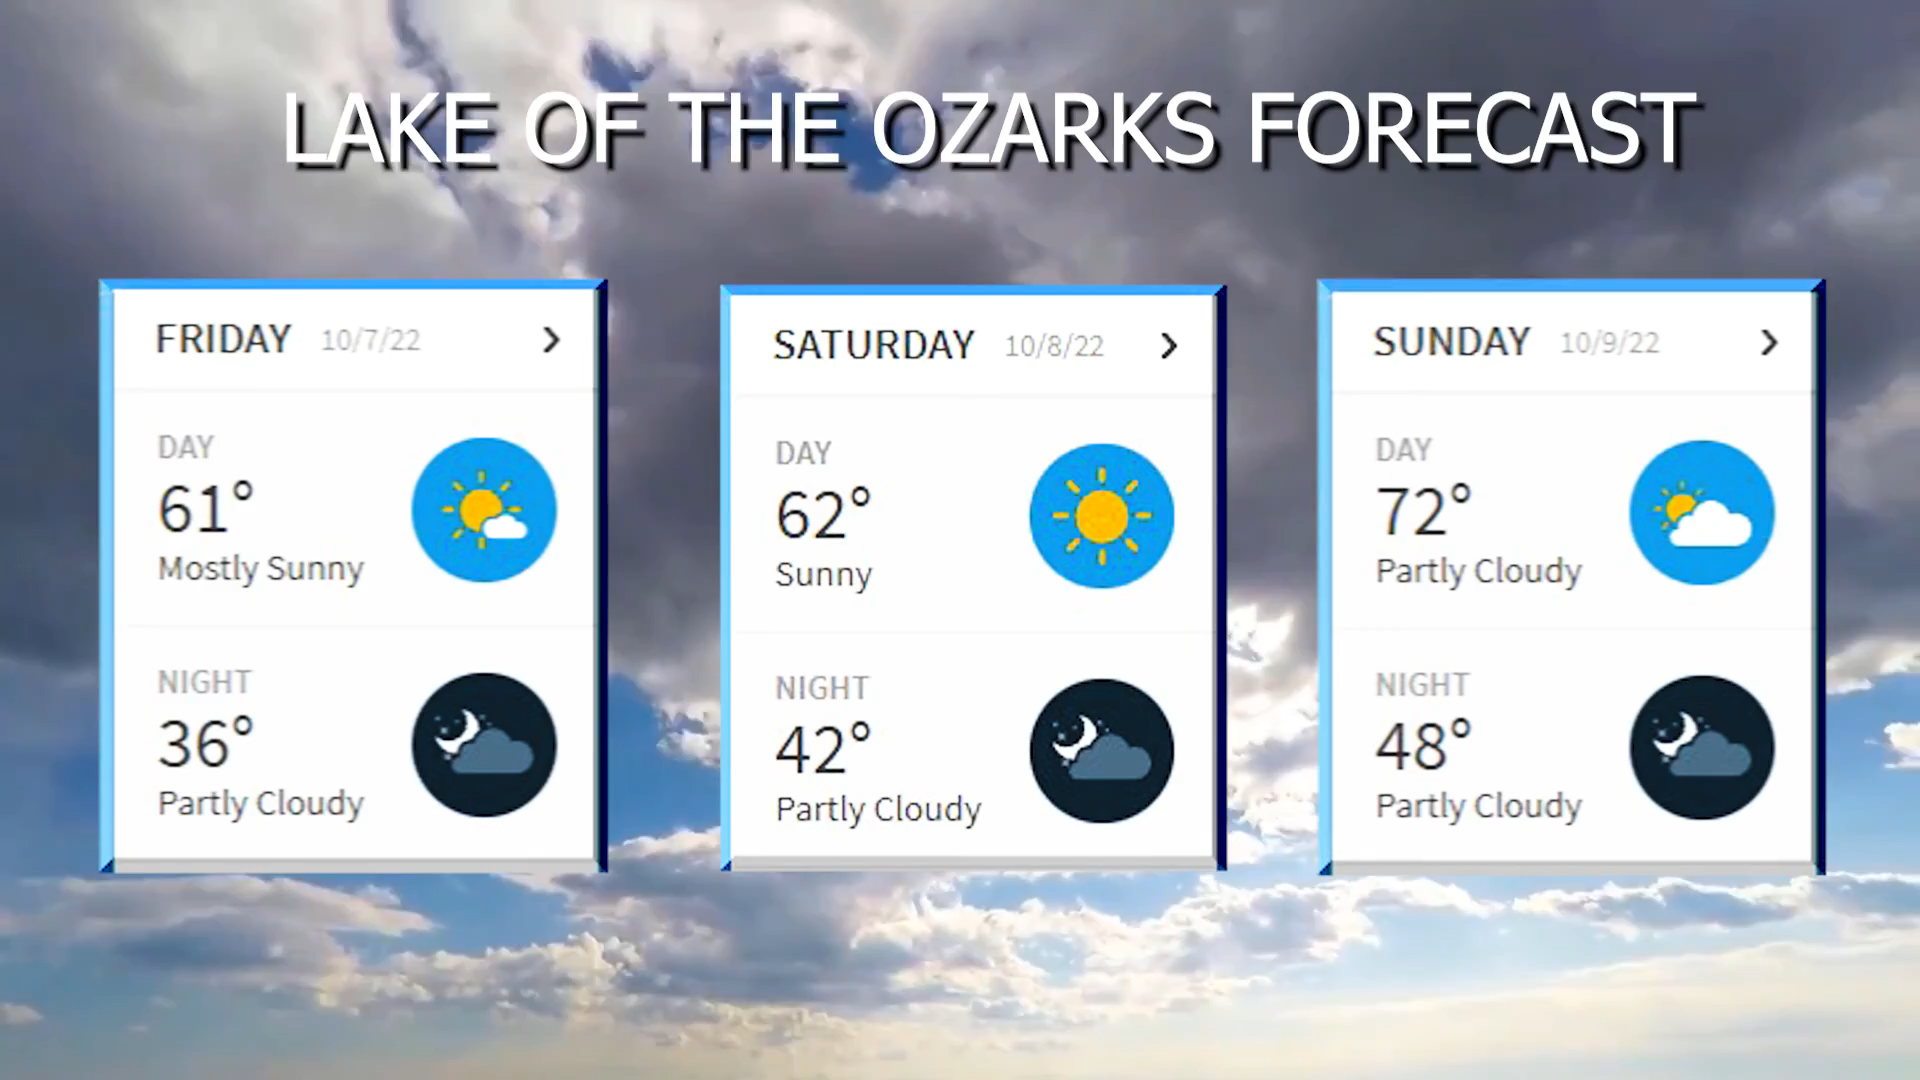 LAKE OF THE OZARKS FORECAST
FRIDAY 10/7/22
DAY
61°
Mostly Sunny
NIGHT
36°
Partly Cloudy
SATURDAY 10/8/22
DAY
62°
Sunny
NIGHT
42°
Partly Cloudy
SUNDAY 10/9/22
DAY
72°
Partly Cloudy
NIGHT
48°
Partly Cloudy